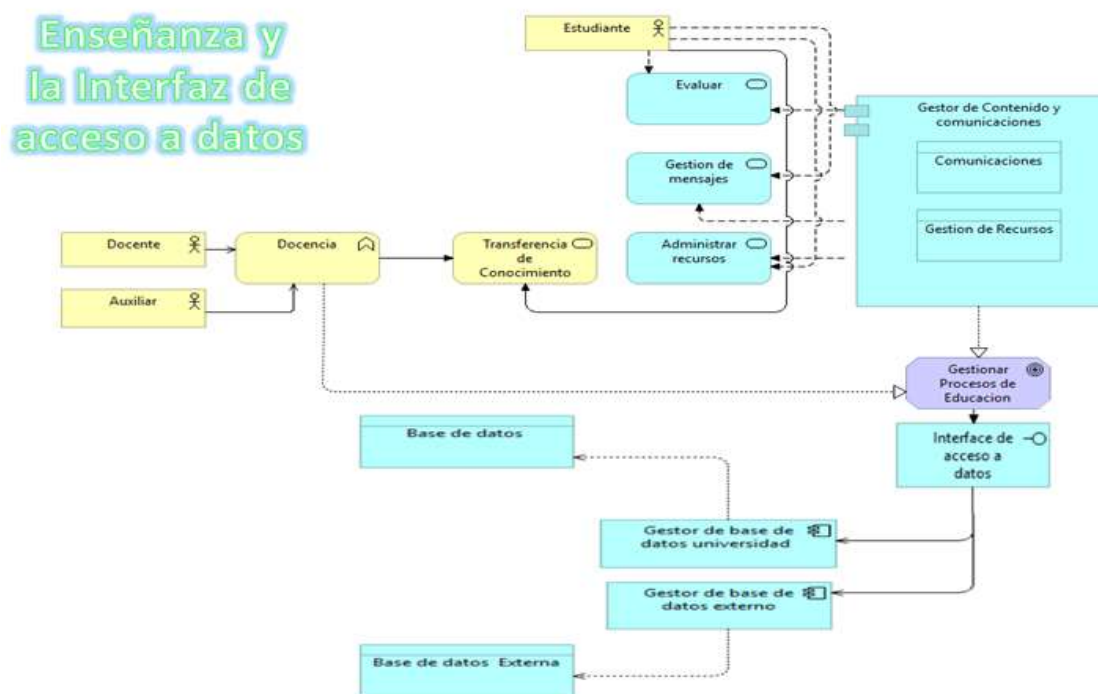 Enseñanza y
la Interfaz de
acceso a datos
Estudiante
Evaluar
Gestor de Contenido y
comunicaciones
Comunicaciones
Gestion de
mensajes
Gestion de Recursos
Docente
Docencia
Transferencia
de
Conocimiento
Administrar
recursos
Auxiliar
Gestionar
Procesos de
Educacion
Base de datos
Interface de
acceso a
datos
Gestor de base de
datos universidad
Gestor de base de
datos externo
Base de datos Externa